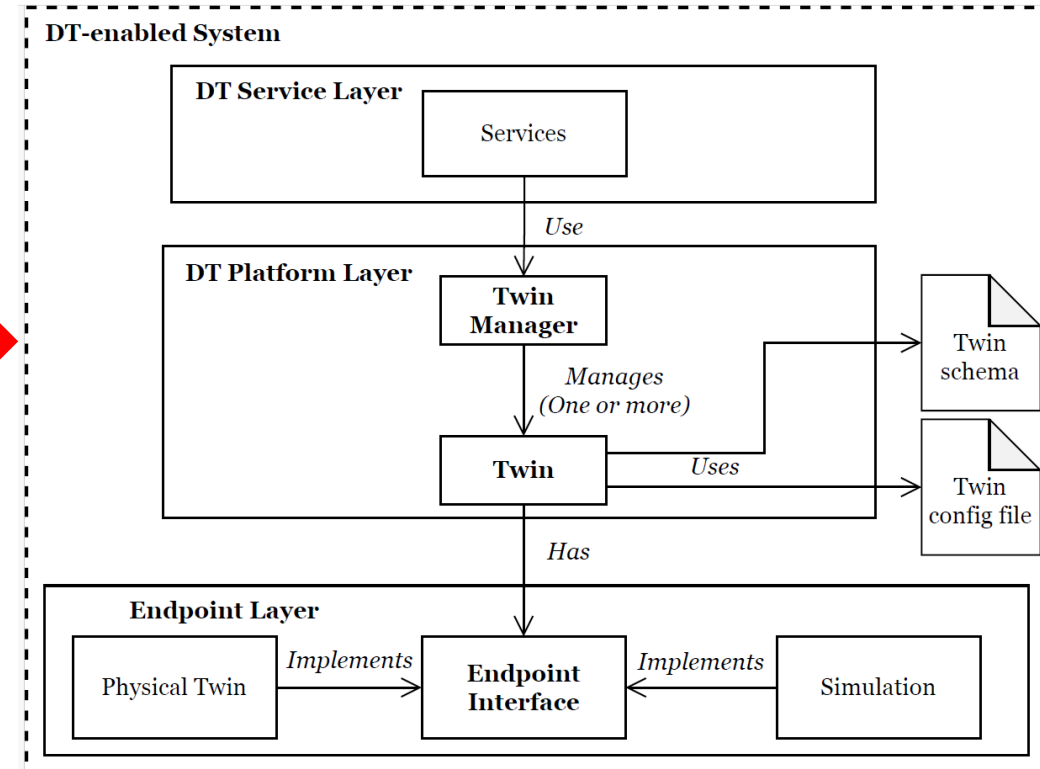 DT-enabled System
DT Service Layer
Services
Use
DT Platform Layer
Twin
Manager
Manages
(One or more)
Twin
Uses
Twin
schema
Twin
config file
Has
Endpoint Layer
Physical Twin
Implements
Endpoint
Interface
Implements
Simulation